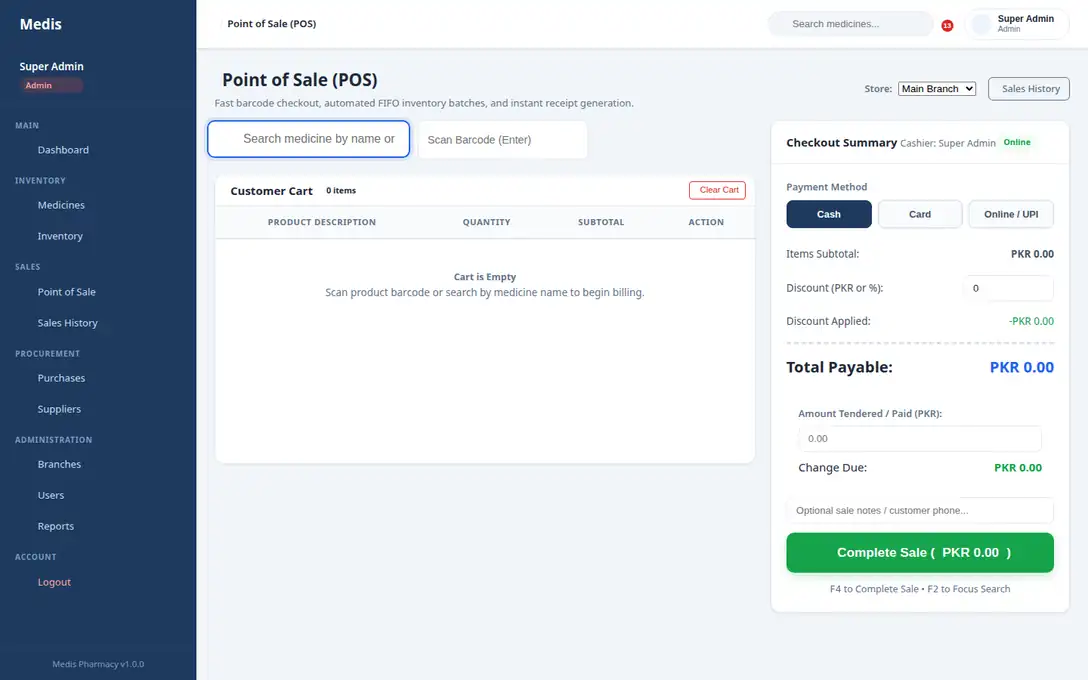 Medis
Super Admin
Admin
MAIN
Dashboard
INVENTORY
Medicines
Inventory
SALES
Point of Sale
Sales History
PROCUREMENT
Purchases
Suppliers
ADMINISTRATION
Branches
Users
Reports
ACCOUNT
Logout
Medis Pharmacy v1.0.0
Point of Sale (POS)
Search medicines...
13
Super Admin
Admin
Point of Sale (POS)
Fast barcode checkout, automated FIFO inventory batches, and instant receipt generation.
Store: Main Branch
Sales History
Search medicine by name or
Scan Barcode (Enter)
Customer Cart 0 items
Clear Cart
PRODUCT DESCRIPTION QUANTITY SUBTOTAL ACTION
Cart is Empty
Scan product barcode or search by medicine name to begin billing.
Checkout Summary Cashier: Super Admin Online
Payment Method
Cash Card Online / UPI
Items Subtotal: PKR 0.00
Discount (PKR or %): 0
Discount Applied: -PKR 0.00
Total Payable: PKR 0.00
Amount Tendered / Paid (PKR):
0.00
Change Due: PKR 0.00
Optional sale notes / customer phone...
Complete Sale ( PKR 0.00 )
F4 to Complete Sale • F2 to Focus Search